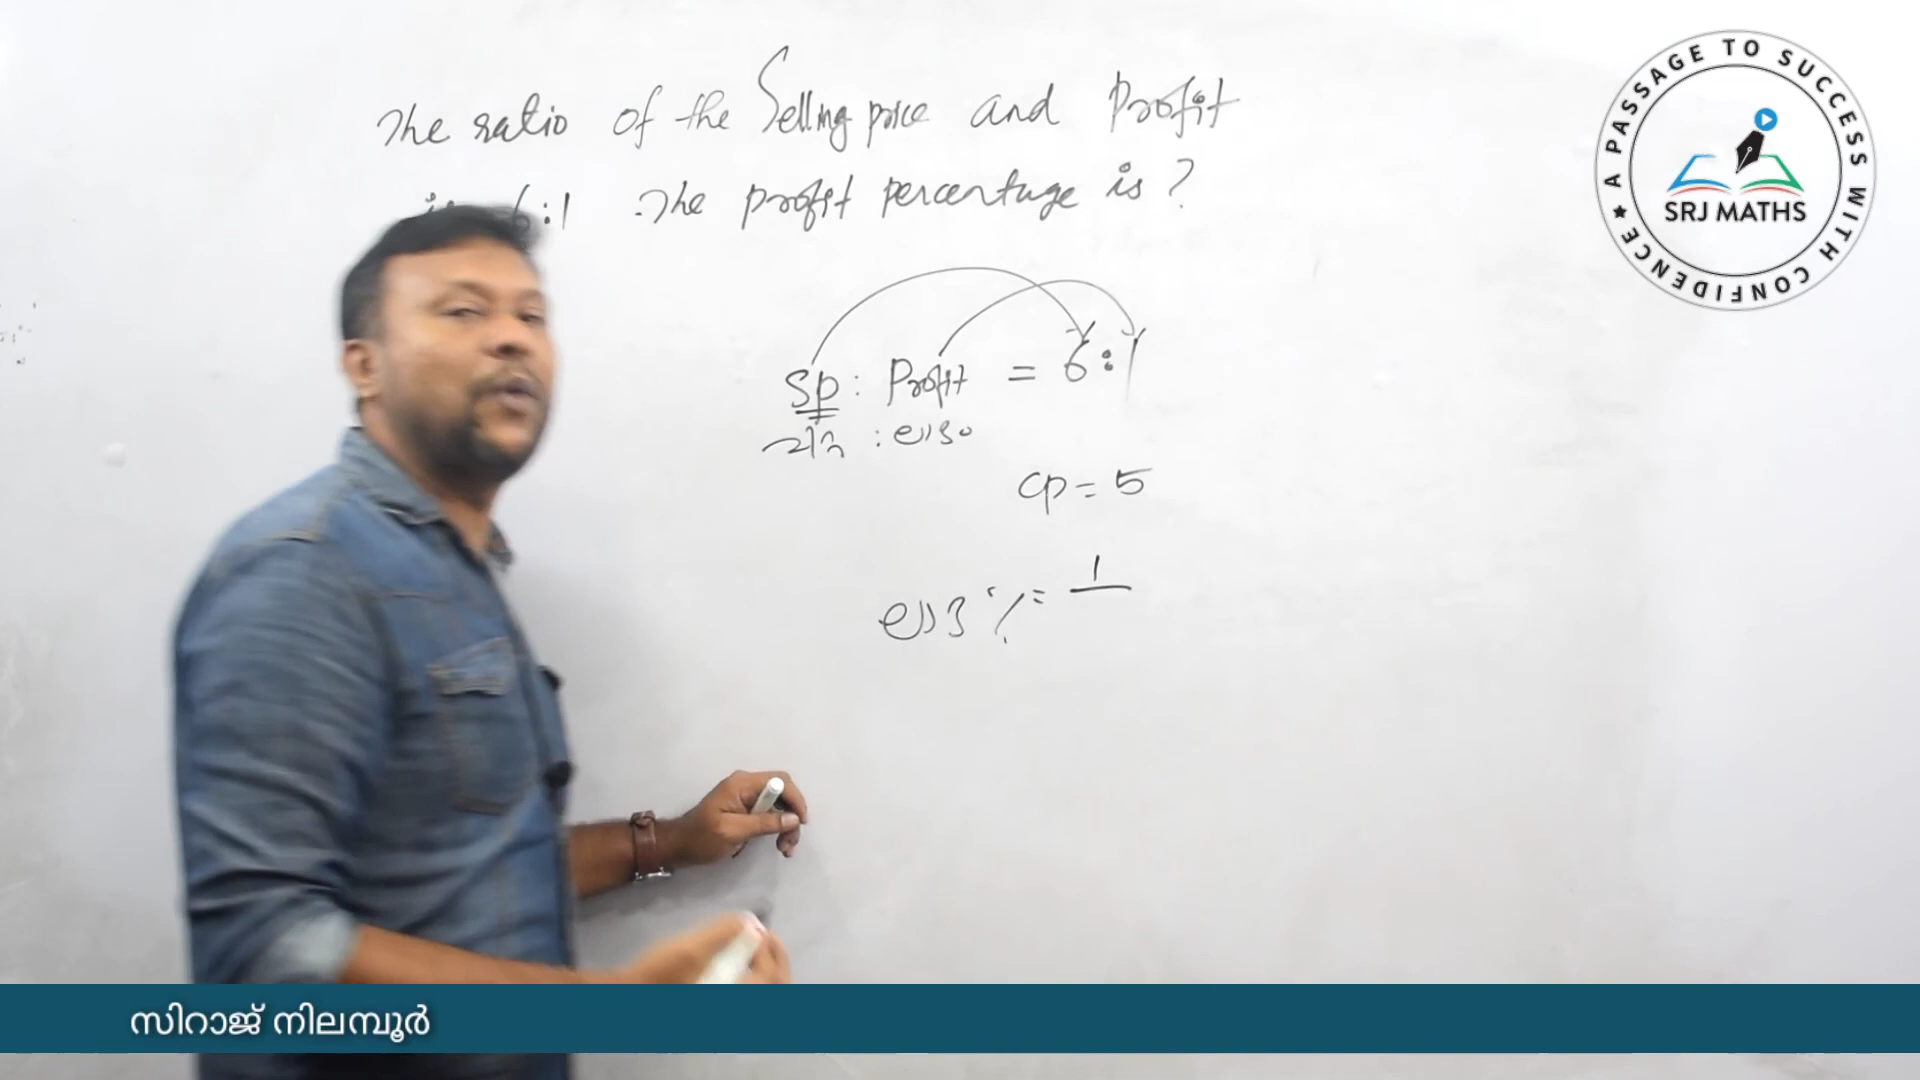 The ratio of the Selling price and Profit
is 6:1 .The profit percentage is ?
SP : Profit = 6:1
: ലാഭം
CP = 5
ലാഭ % = 1
A PASSAGE TO SUCCESS WITH CONFIDENCE ★
SRJ MATHS
സിറാജ് നിലമ്പൂർ